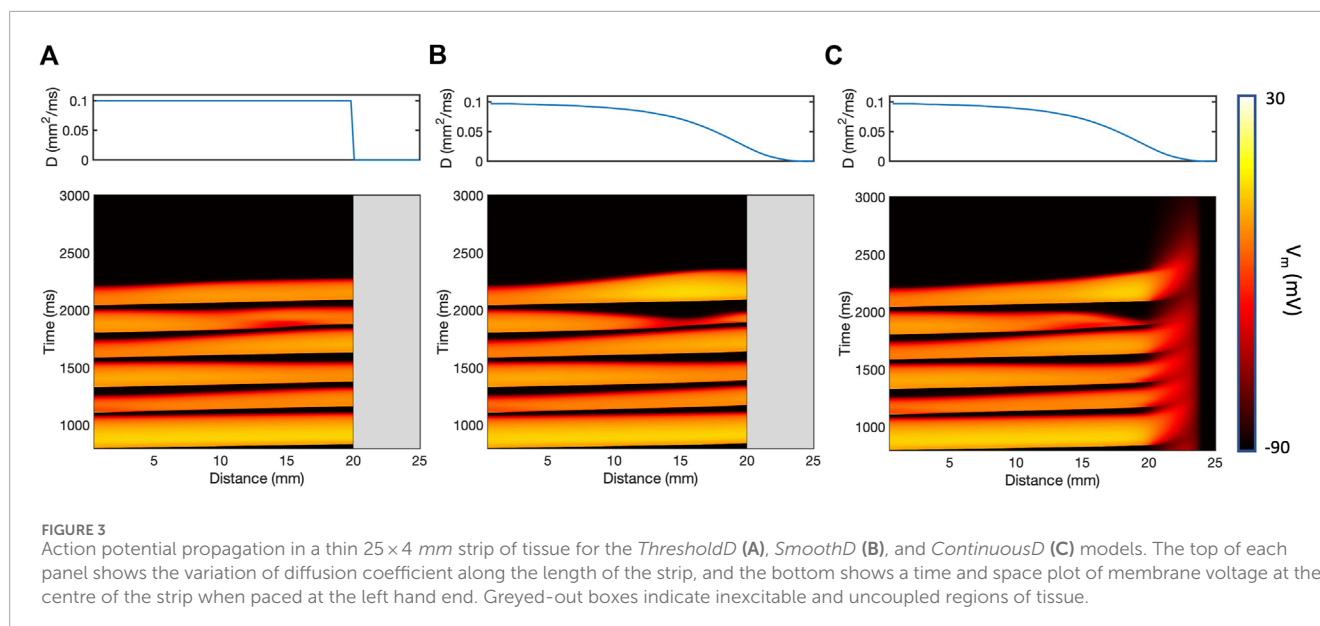 A
B
C
D (mm²/ms)
0.1
0.05
0
D (mm²/ms)
0.1
0.05
0
D (mm²/ms)
0.1
0.05
0
Time (ms)
3000
2500
2000
1500
1000
5 10 15 20 25
Distance (mm)
Time (ms)
3000
2500
2000
1500
1000
5 10 15 20 25
Distance (mm)
Time (ms)
3000
2500
2000
1500
1000
5 10 15 20 25
Distance (mm)
30
Vm (mV)
-90
FIGURE 3
Action potential propagation in a thin 25 × 4 mm strip of tissue for the ThresholdD (A), SmoothD (B), and ContinuousD (C) models. The top of each
panel shows the variation of diffusion coefficient along the length of the strip, and the bottom shows a time and space plot of membrane voltage at the
centre of the strip when paced at the left hand end. Greyed-out boxes indicate inexcitable and uncoupled regions of tissue.